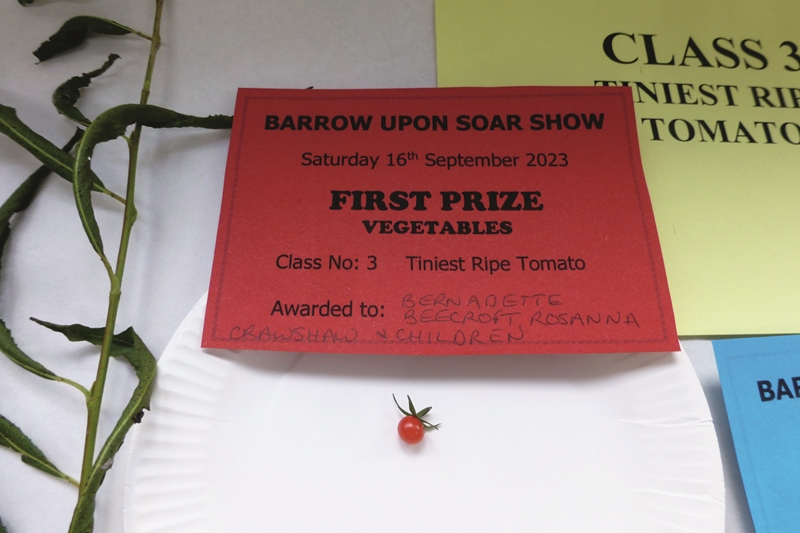 CLASS 3
TINIEST RIP
TOMATO
BARROW UPON SOAR SHOW
Saturday 16th September 2023
FIRST PRIZE
VEGETABLES
Class No: 3 Tiniest Ripe Tomato
Awarded to: BERNADETTE
BEECROFT, ROSANNA
CRAWSHAW & CHILDREN
BAR